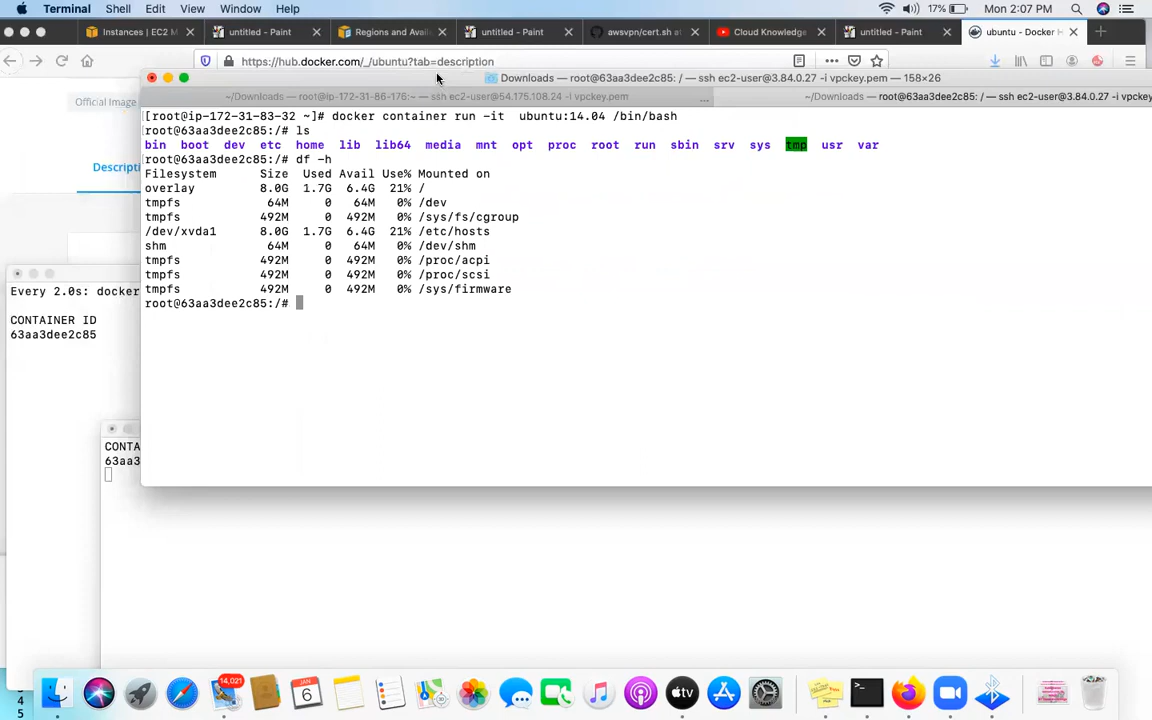 Terminal Shell Edit View Window Help 17% Mon 2:07 PM
Instances | EC2 M untitled - Paint Regions and Avail untitled - Paint awsvpn/cert.sh at Cloud Knowledge untitled - Paint ubuntu - Docker H
https://hub.docker.com/_/ubuntu?tab=description
Downloads — root@63aa3dee2c85: / — ssh ec2-user@3.84.0.27 -i vpckey.pem — 158×26
~/Downloads — root@ip-172-31-86-176:~ — ssh ec2-user@54.175.108.24 -i vpckey.pem ... ~/Downloads — root@63aa3dee2c85: / — ssh ec2-user@3.84.0.27 -i vpckey
Official Image
Descripti
[root@ip-172-31-83-32 ~]# docker container run -it ubuntu:14.04 /bin/bash
root@63aa3dee2c85:/# ls
bin boot dev etc home lib lib64 media mnt opt proc root run sbin srv sys tmp usr var
root@63aa3dee2c85:/# df -h
Filesystem Size Used Avail Use% Mounted on
overlay 8.0G 1.7G 6.4G 21% /
tmpfs 64M 0 64M 0% /dev
tmpfs 492M 0 492M 0% /sys/fs/cgroup
/dev/xvda1 8.0G 1.7G 6.4G 21% /etc/hosts
shm 64M 0 64M 0% /dev/shm
tmpfs 492M 0 492M 0% /proc/acpi
tmpfs 492M 0 492M 0% /proc/scsi
tmpfs 492M 0 492M 0% /sys/firmware
root@63aa3dee2c85:/#
Every 2.0s: docker
CONTAINER ID
63aa3dee2c85
CONTA
63aa3
14,021
JAN
6
4
5